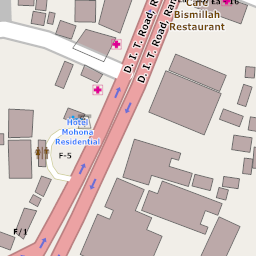 Cafe
Bismillah
Restaurant
D. I. T. Road,
D. I. T. Road,
Hotel
Mohona
Residential
F-5
F/1